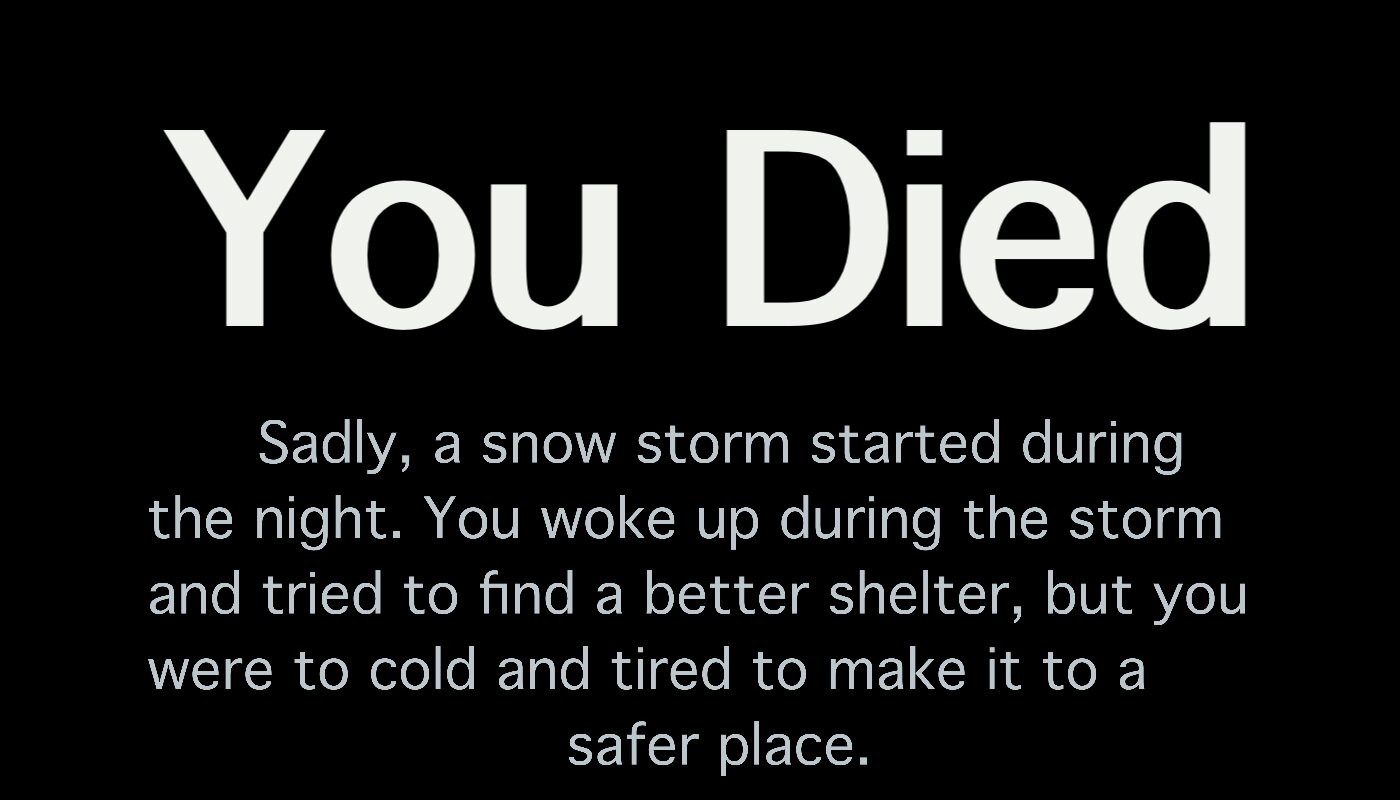 You Died
Sadly, a snow storm started during
the night. You woke up during the storm
and tried to find a better shelter, but you
were to cold and tired to make it to a
safer place.